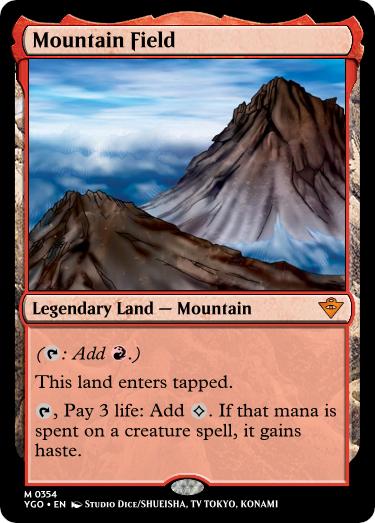 Mountain Field
Legendary Land — Mountain
(: Add .)
This land enters tapped.
, Pay 3 life: Add . If that mana is
spent on a creature spell, it gains
haste.
M 0354
YGO • EN Studio Dice/SHUEISHA, TV TOKYO, KONAMI